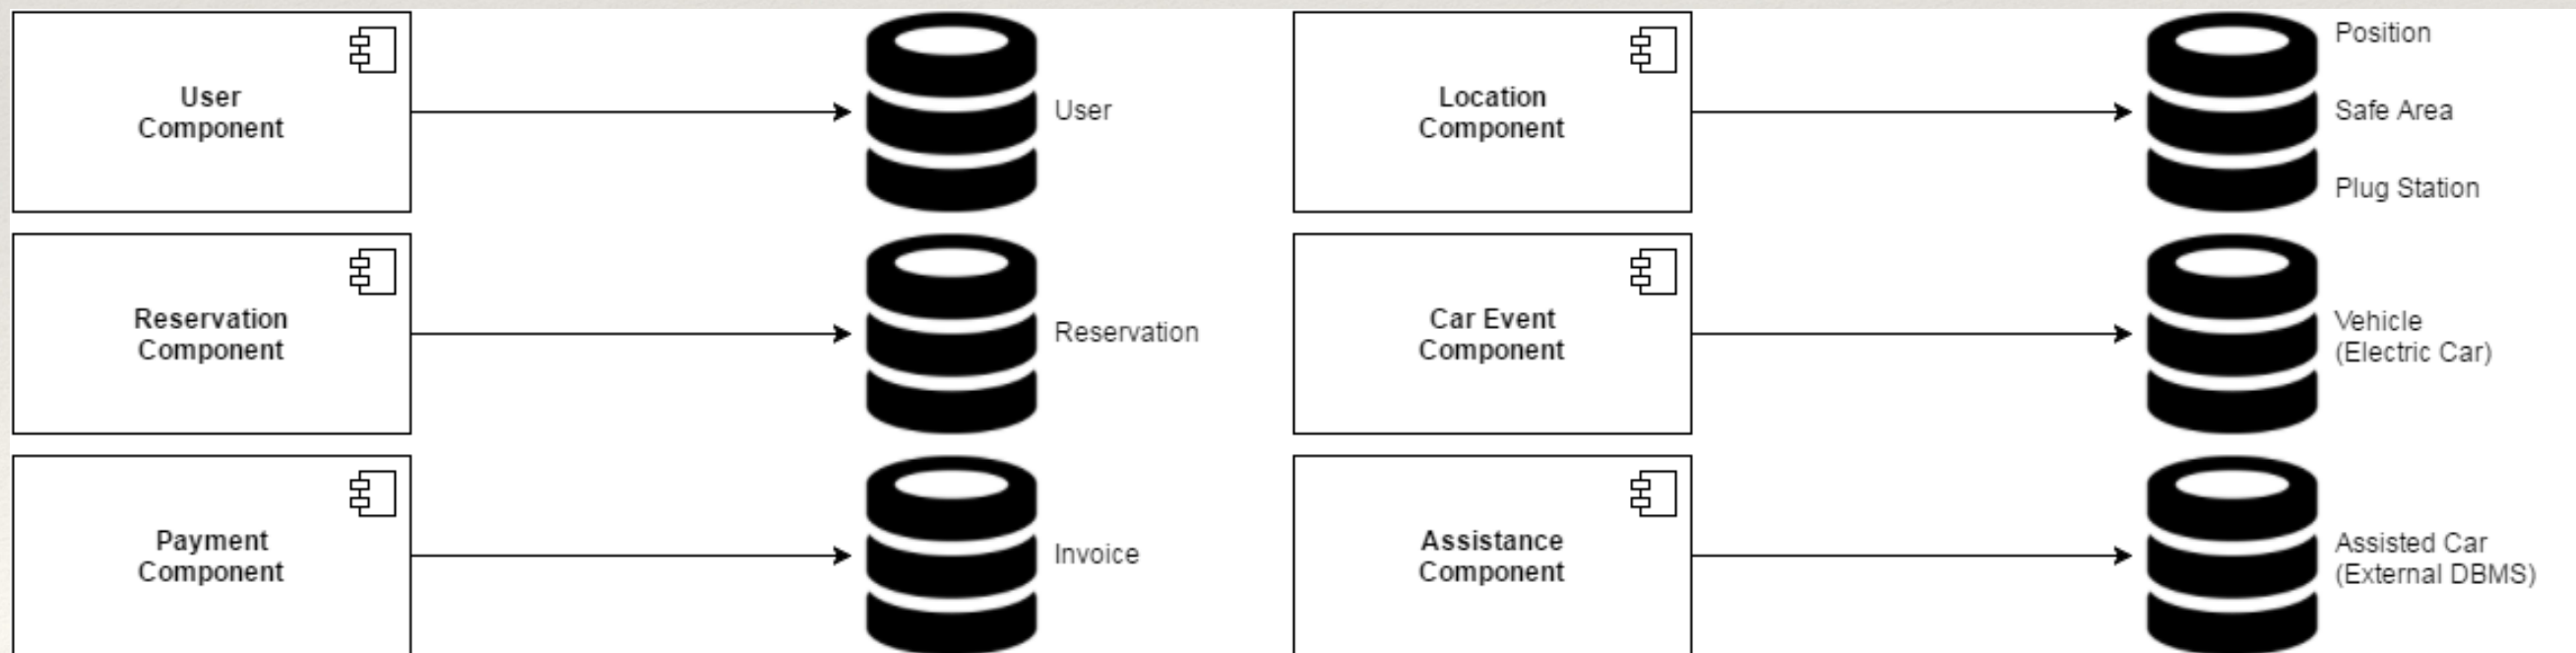 User
Component
User
Reservation
Component
Reservation
Payment
Component
Invoice
Location
Component
Position
Safe Area
Plug Station
Car Event
Component
Vehicle
(Electric Car)
Assistance
Component
Assisted Car
(External DBMS)